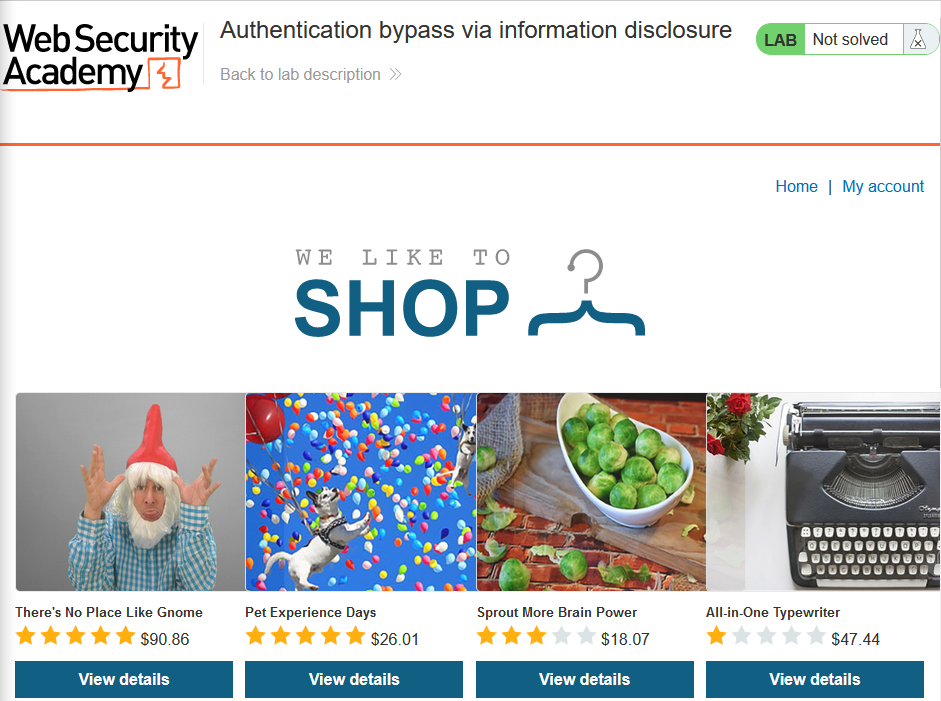 Web Security
Academy
Authentication bypass via information disclosure
Back to lab description
LAB Not solved
Home | My account
WE LIKE TO
SHOP
There's No Place Like Gnome
$90.86
View details
Pet Experience Days
$26.01
View details
Sprout More Brain Power
$18.07
View details
All-in-One Typewriter
$47.44
View details